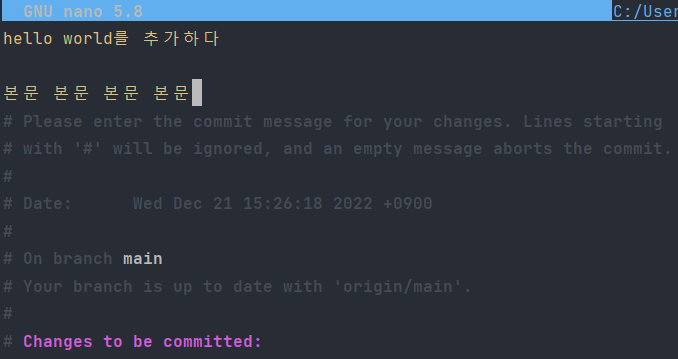 GNU nano 5.8 C:/User
hello world를 추가하다
본문 본문 본문 본문
# Please enter the commit message for your changes. Lines starting
# with '#' will be ignored, and an empty message aborts the commit.
#
# Date:      Wed Dec 21 15:26:18 2022 +0900
#
# On branch main
# Your branch is up to date with 'origin/main'.
#
# Changes to be committed: